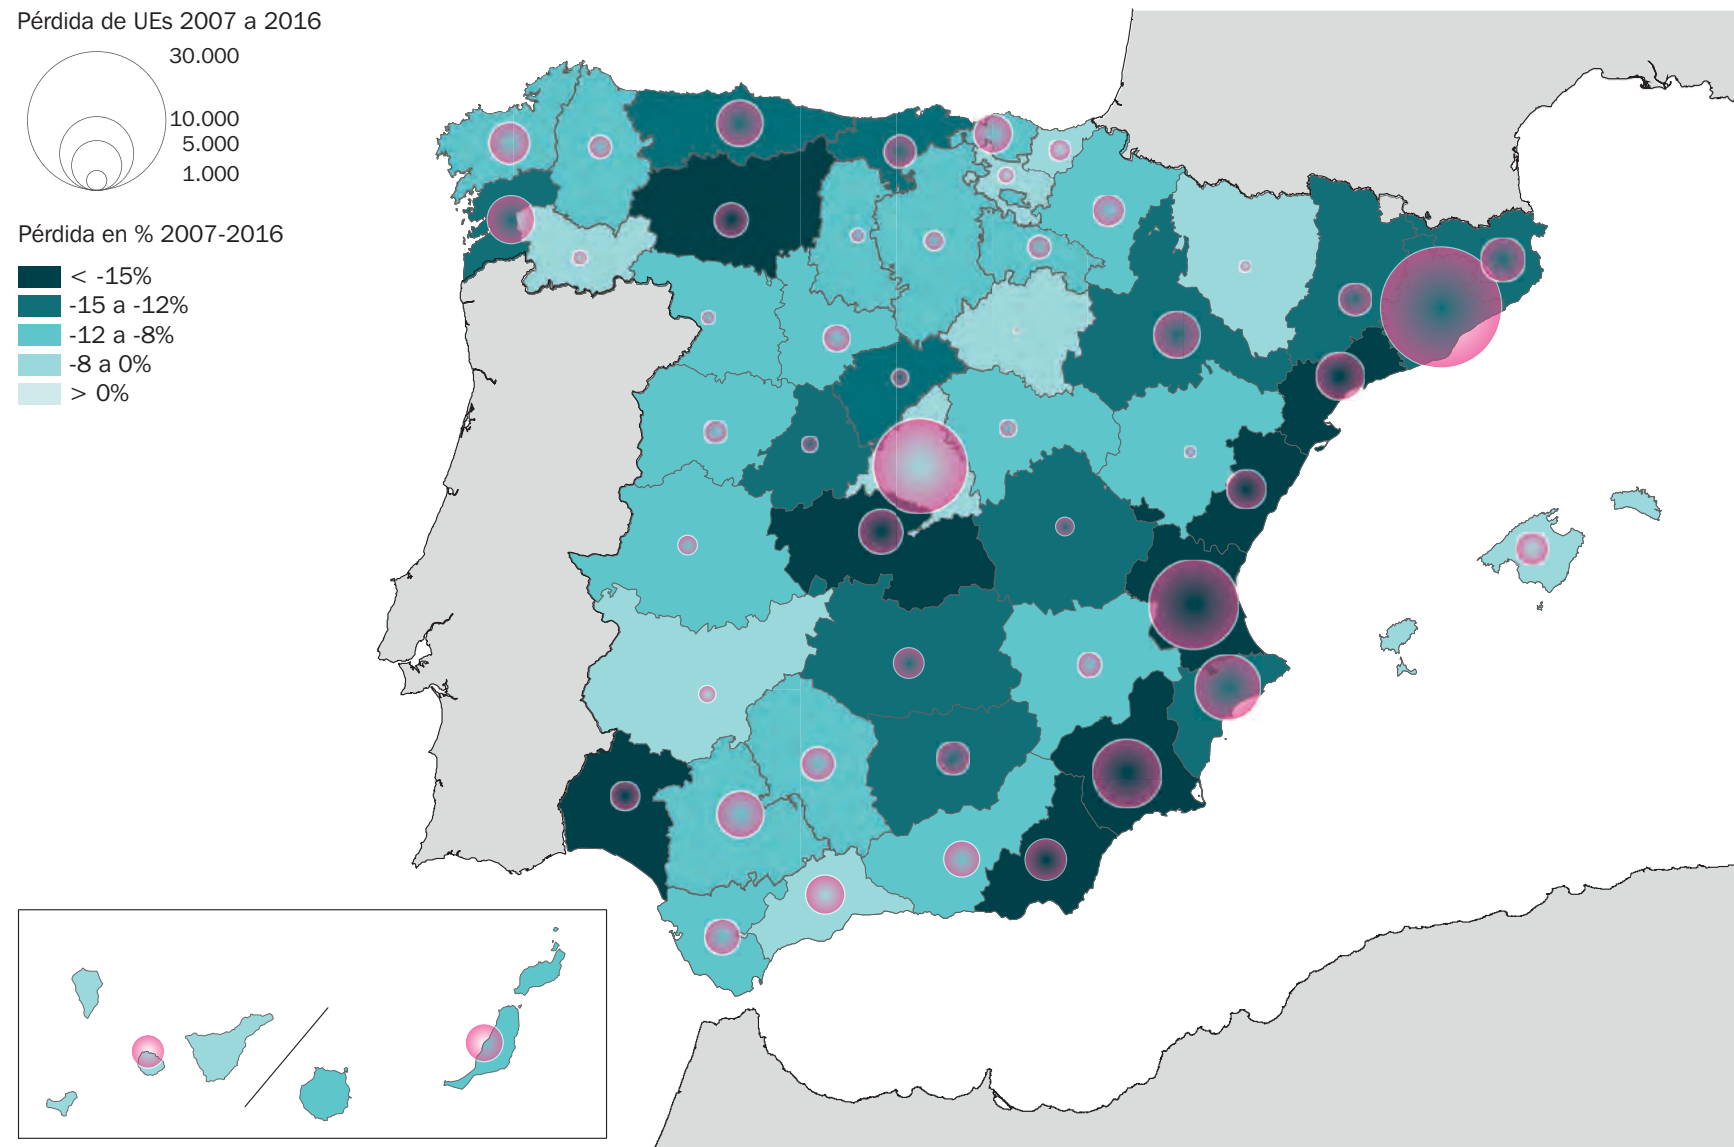 Pérdida de UEs 2007 a 2016
30.000
10.000
5.000
1.000
Pérdida en % 2007-2016
< -15%
-15 a -12%
-12 a -8%
-8 a 0%
> 0%